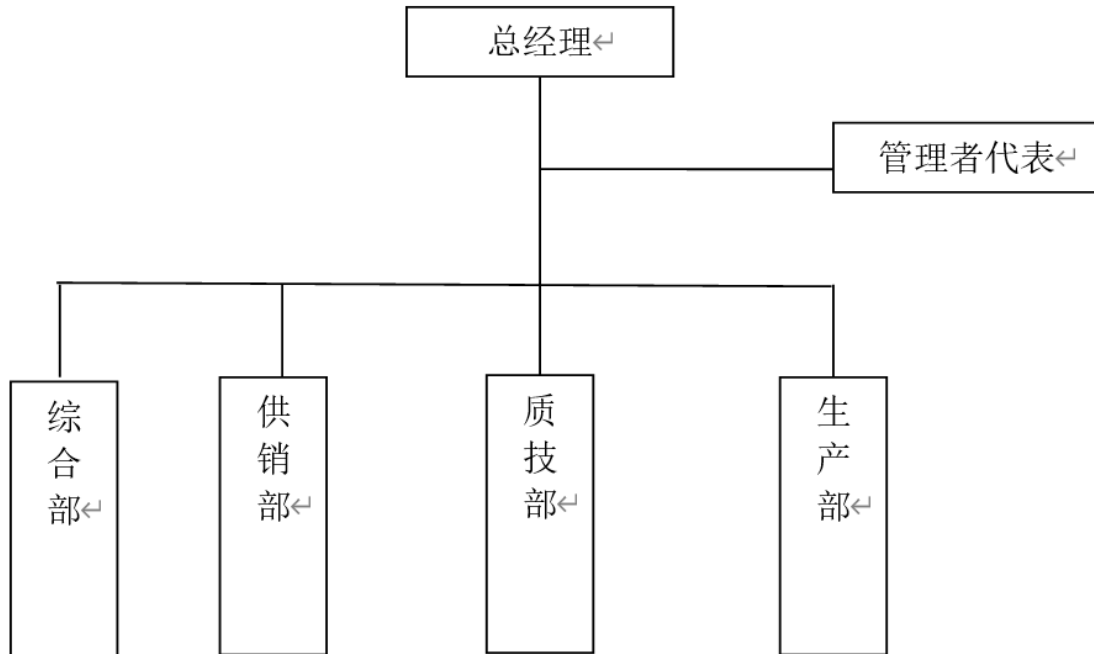 总经理
管理者代表
综合部
供销部
质技部
生产部